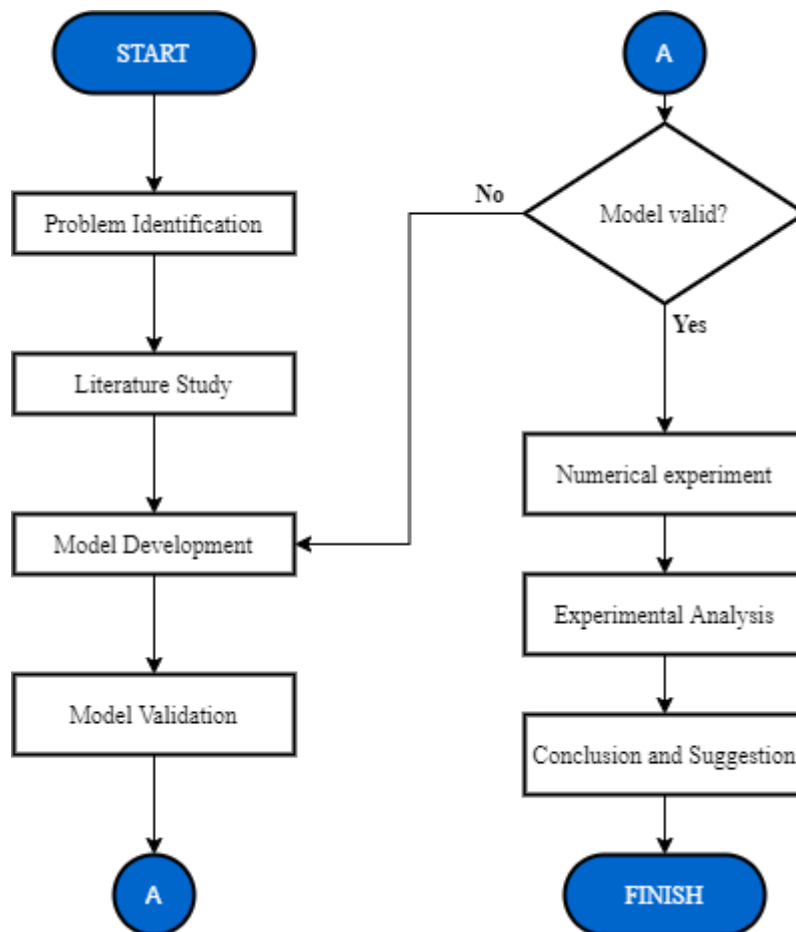 START
Problem Identification
Literature Study
Model Development
Model Validation
A
A
Model valid?
No
Yes
Numerical experiment
Experimental Analysis
Conclusion and Suggestion
FINISH